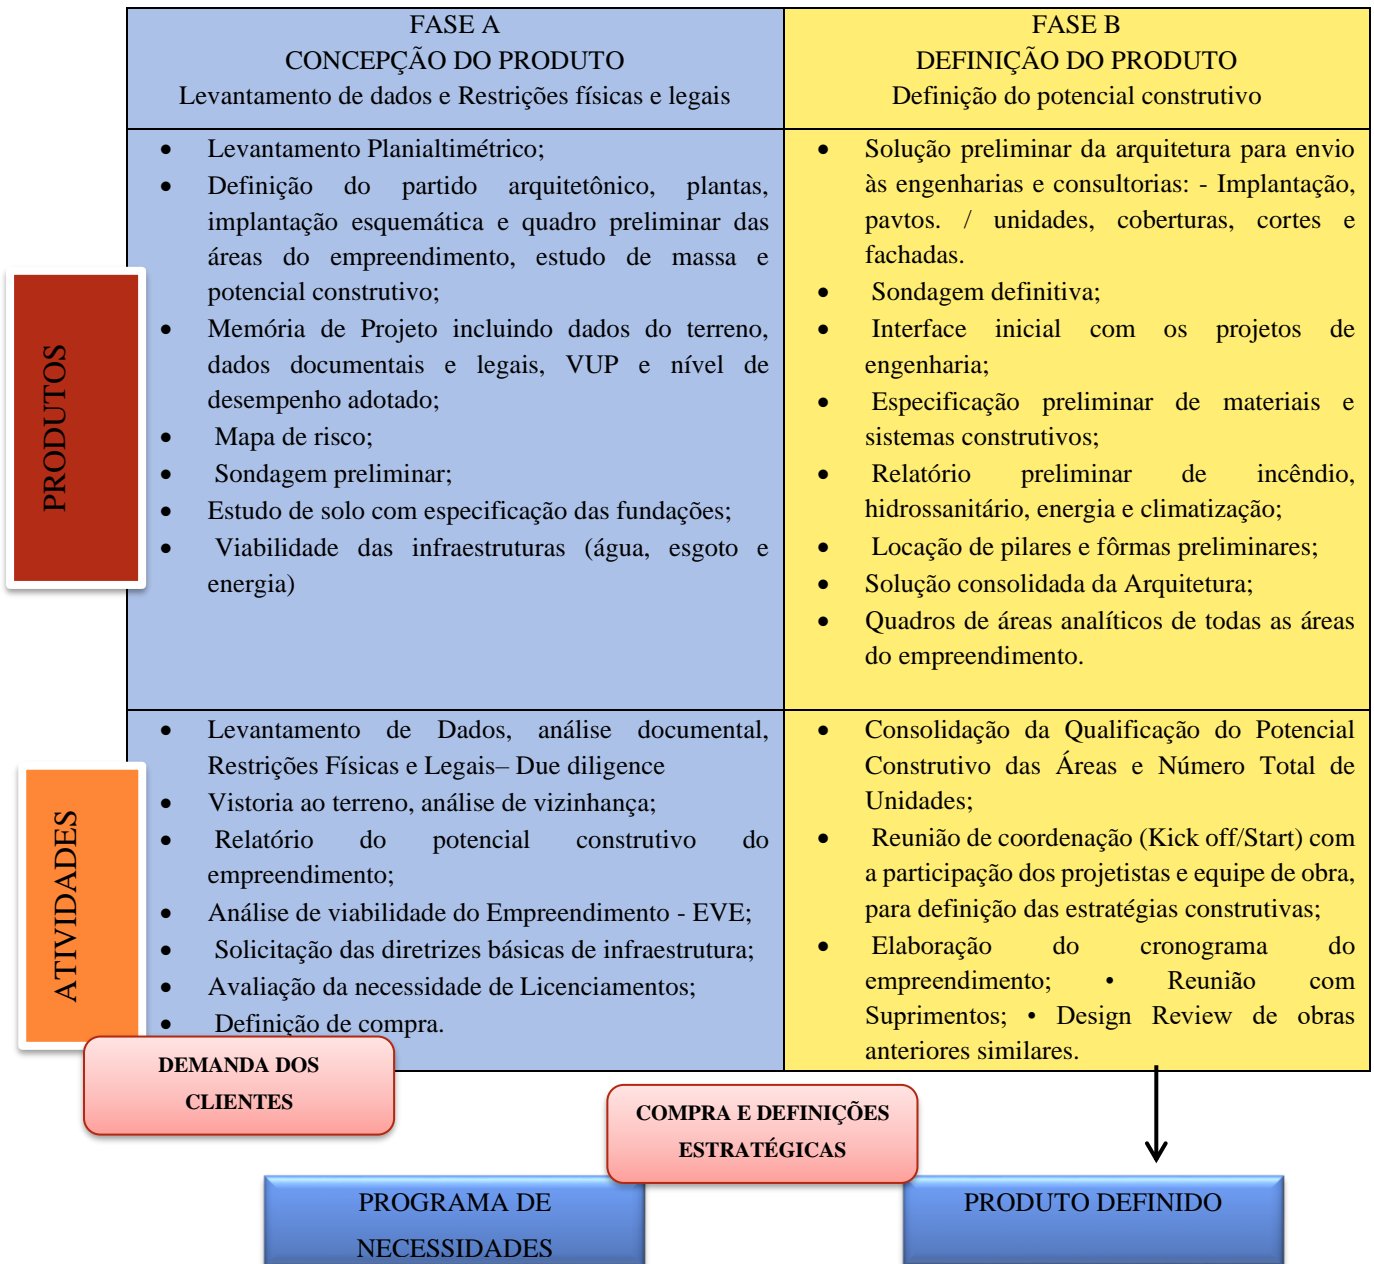 FASE A
CONCEPÇÃO DO PRODUTO
Levantamento de dados e Restrições físicas e legais
FASE B
DEFINIÇÃO DO PRODUTO
Definição do potencial construtivo
PRODUTOS
• Levantamento Planialtimétrico;
• Definição do partido arquitetônico, plantas,
implantação esquemática e quadro preliminar das
áreas do empreendimento, estudo de massa e
potencial construtivo;
• Memória de Projeto incluindo dados do terreno,
dados documentais e legais, VUP e nível de
desempenho adotado;
• Mapa de risco;
• Sondagem preliminar;
• Estudo de solo com especificação das fundações;
• Viabilidade das infraestruturas (água, esgoto e
energia)
• Solução preliminar da arquitetura para envio
às engenharias e consultorias: - Implantação,
pavtos. / unidades, coberturas, cortes e
fachadas.
• Sondagem definitiva;
• Interface inicial com os projetos de
engenharia;
• Especificação preliminar de materiais e
sistemas construtivos;
• Relatório preliminar de incêndio,
hidrossanitário, energia e climatização;
• Locação de pilares e fôrmas preliminares;
• Solução consolidada da Arquitetura;
• Quadros de áreas analíticos de todas as áreas
do empreendimento.
ATIVIDADES
• Levantamento de Dados, análise documental,
Restrições Físicas e Legais– Due diligence
• Vistoria ao terreno, análise de vizinhança;
• Relatório do potencial construtivo do
empreendimento;
• Análise de viabilidade do Empreendimento - EVE;
• Solicitação das diretrizes básicas de infraestrutura;
• Avaliação da necessidade de Licenciamentos;
• Definição de compra.
• Consolidação da Qualificação do Potencial
Construtivo das Áreas e Número Total de
Unidades;
• Reunião de coordenação (Kick off/Start) com
a participação dos projetistas e equipe de obra,
para definição das estratégias construtivas;
• Elaboração do cronograma do
empreendimento; • Reunião com
Suprimentos; • Design Review de obras
anteriores similares.
DEMANDA DOS
CLIENTES
COMPRA E DEFINIÇÕES
ESTRATÉGICAS
PROGRAMA DE
NECESSIDADES
PRODUTO DEFINIDO